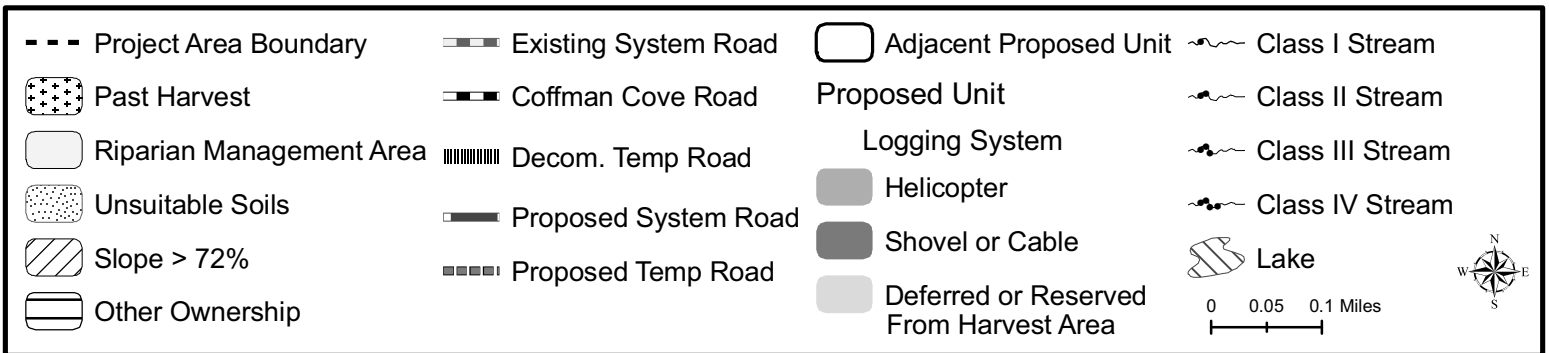 Project Area Boundary
Past Harvest
Riparian Management Area
Unsuitable Soils
Slope > 72%
Other Ownership
Existing System Road
Coffman Cove Road
Decom. Temp Road
Proposed System Road
Proposed Temp Road
Adjacent Proposed Unit
Proposed Unit
Logging System
Helicopter
Shovel or Cable
Deferred or Reserved
From Harvest Area
Class I Stream
Class II Stream
Class III Stream
Class IV Stream
Lake
0 0.05 0.1 Miles
N
W E
S